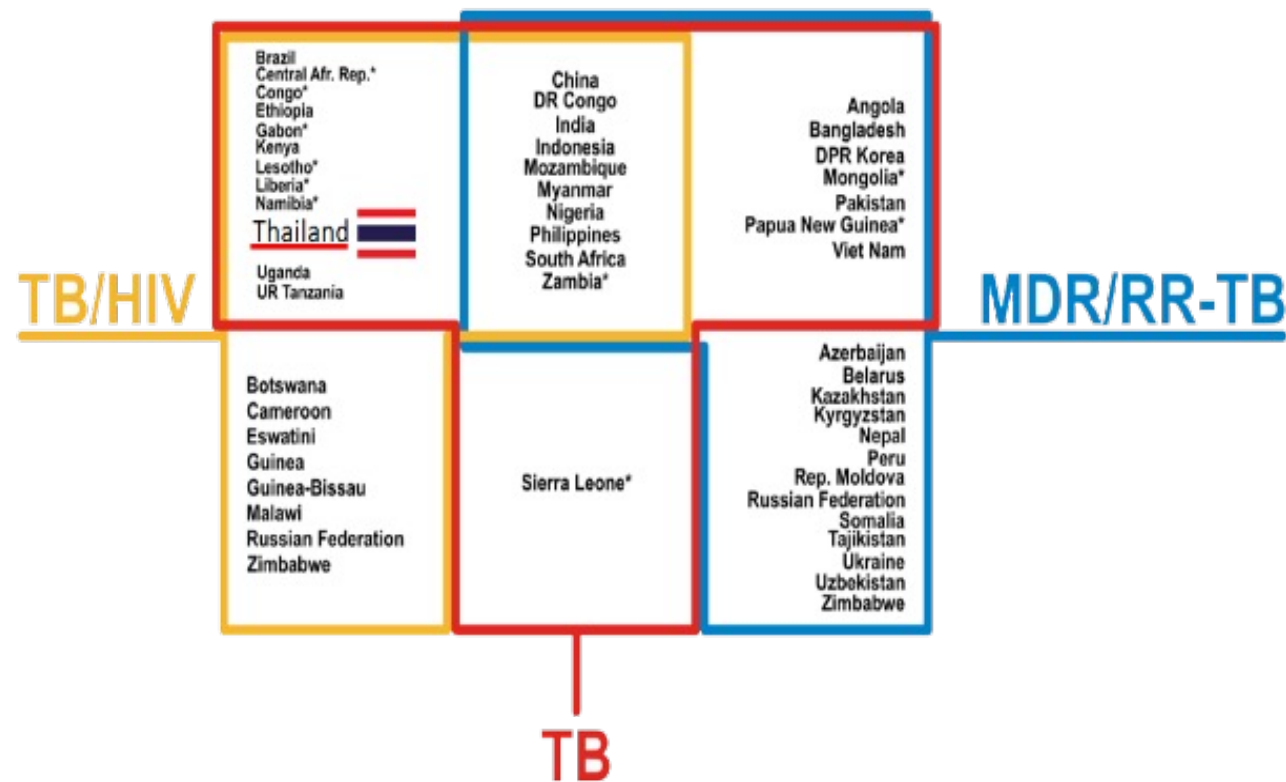 Brazil
Central Afr. Rep.*
Congo*
Ethiopia
Gabon*
Kenya
Lesotho*
Liberia*
Namibia*
Thailand
Uganda
UR Tanzania
China
DR Congo
India
Indonesia
Mozambique
Myanmar
Nigeria
Philippines
South Africa
Zambia*
Angola
Bangladesh
DPR Korea
Mongolia*
Pakistan
Papua New Guinea*
Viet Nam
TB/HIV
MDR/RR-TB
Botswana
Cameroon
Eswatini
Guinea
Guinea-Bissau
Malawi
Russian Federation
Zimbabwe
Sierra Leone*
Azerbaijan
Belarus
Kazakhstan
Kyrgyzstan
Nepal
Peru
Rep. Moldova
Russian Federation
Somalia
Tajikistan
Ukraine
Uzbekistan
Zimbabwe
TB